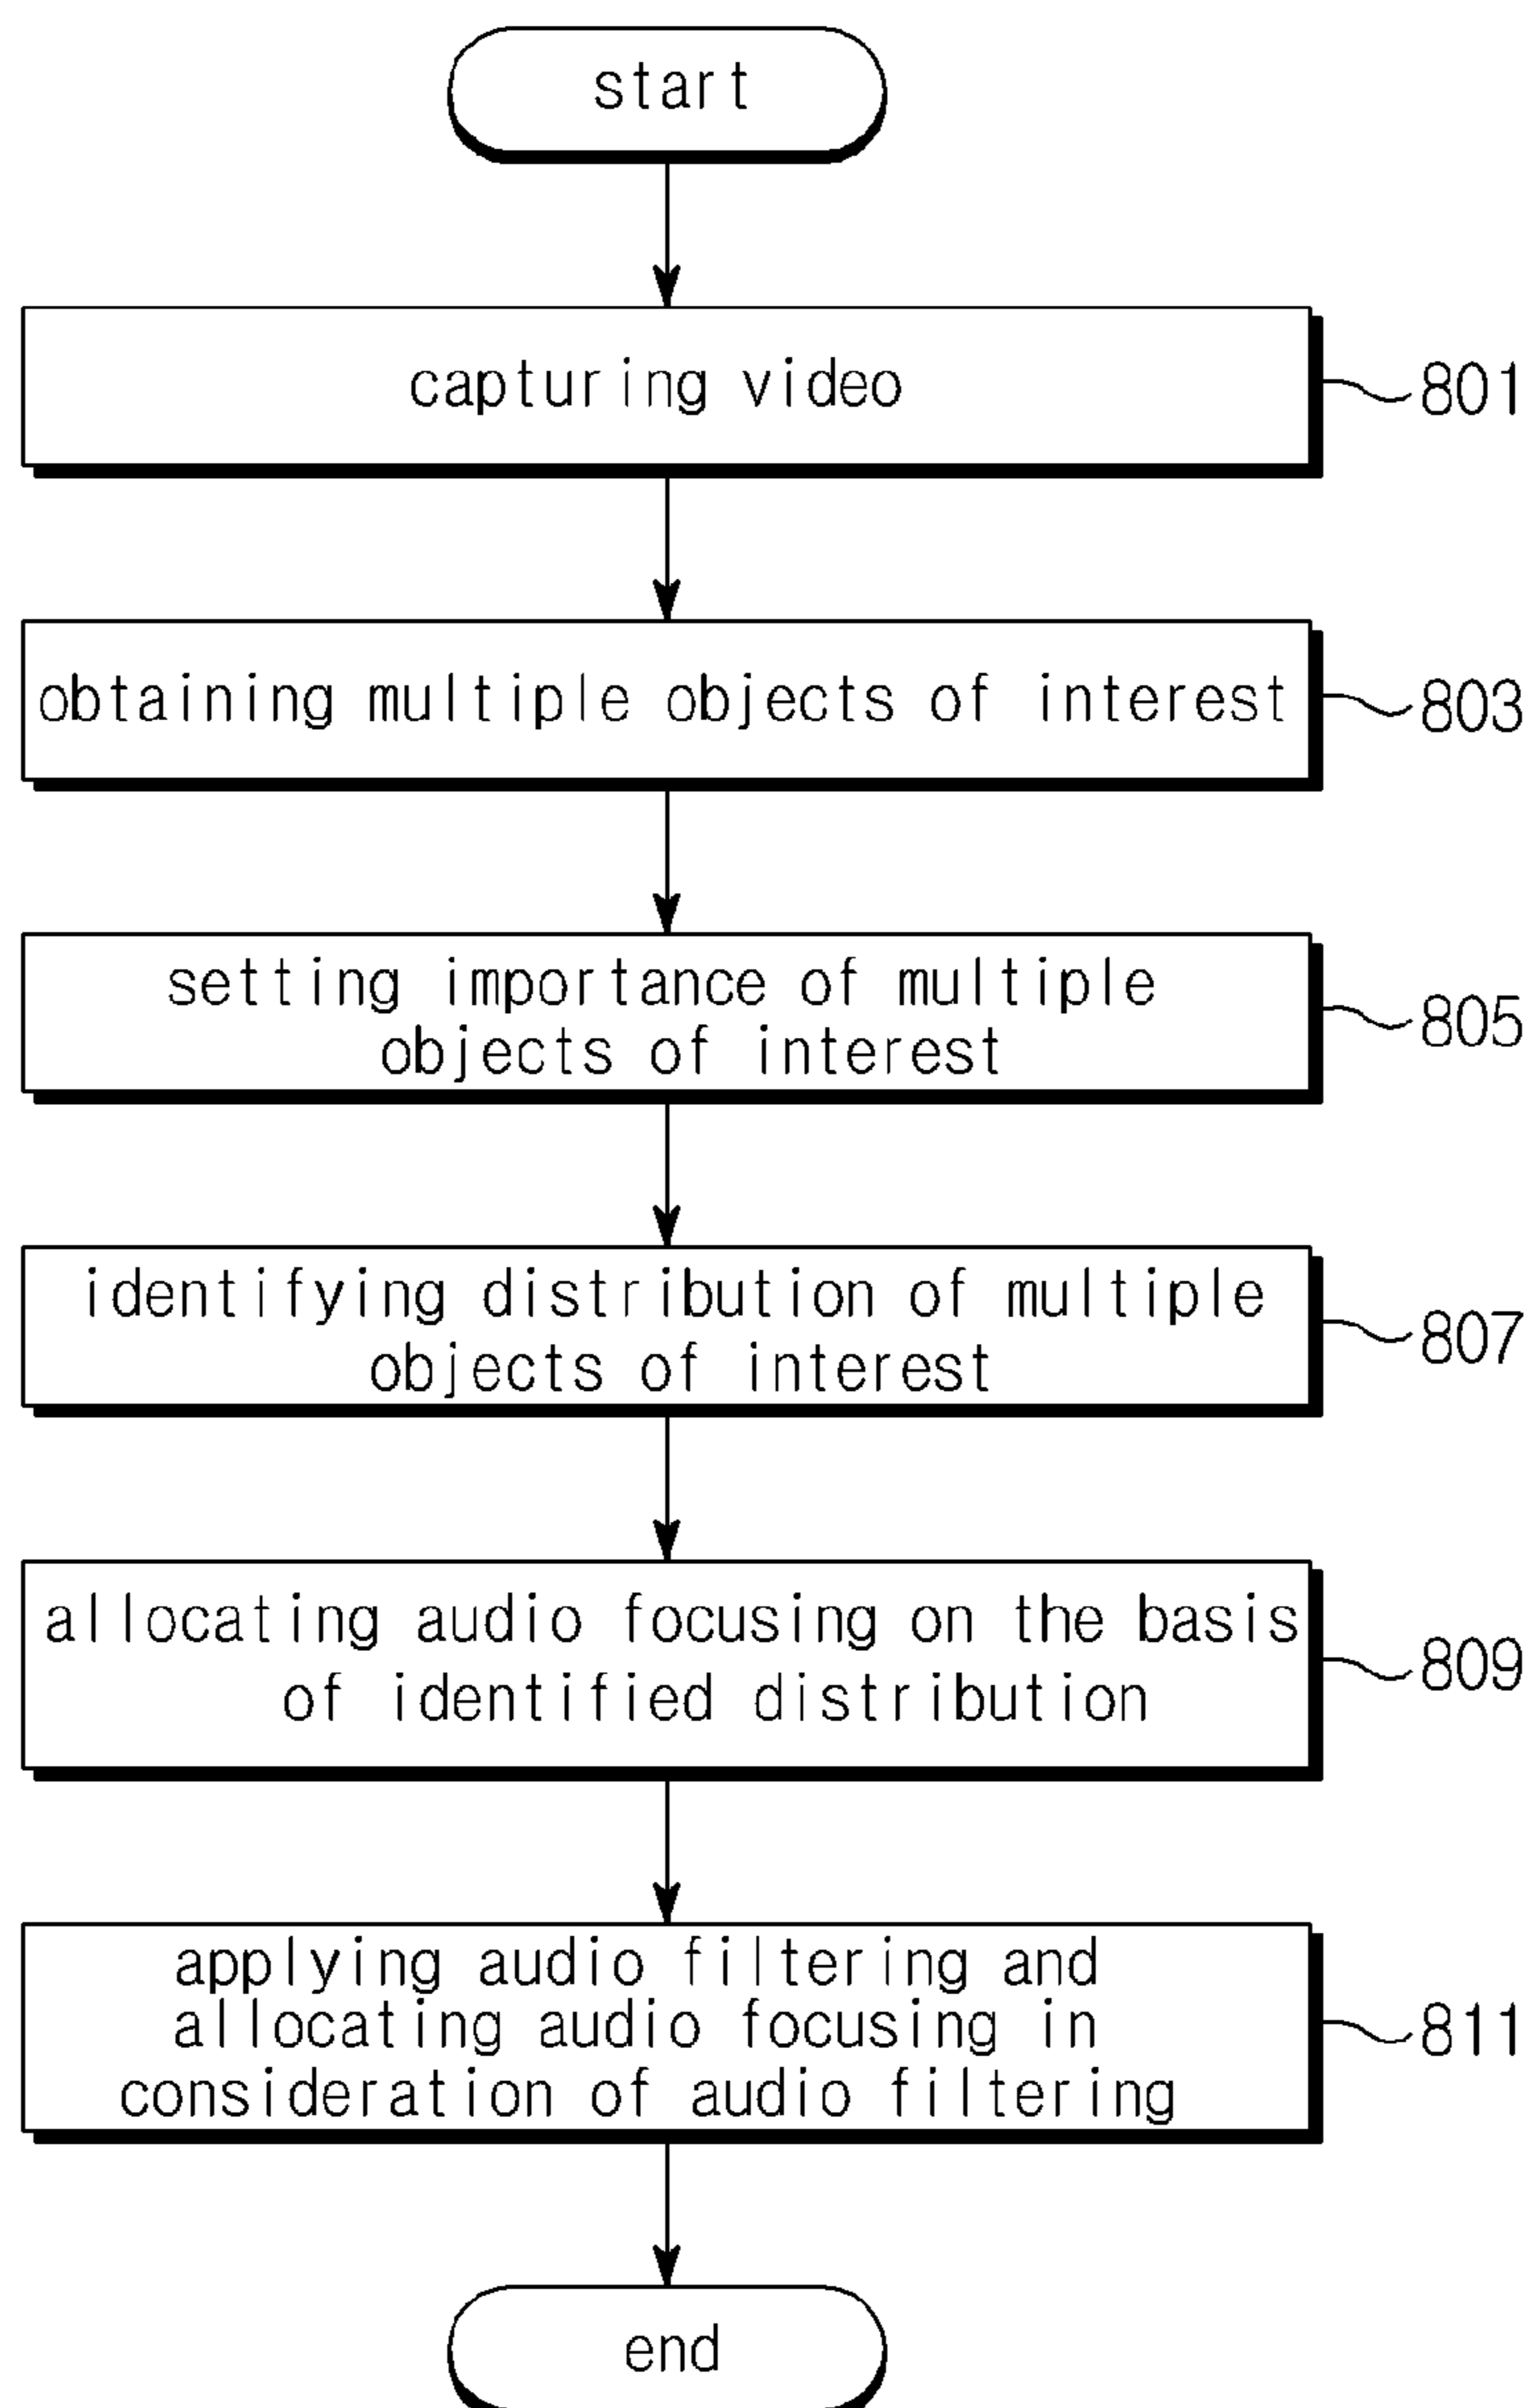 start
capturing video
801
obtaining multiple objects of interest
803
setting importance of multiple
objects of interest
805
identifying distribution of multiple
objects of interest
807
allocating audio focusing on the basis
of identified distribution
809
applying audio filtering and
allocating audio focusing in
consideration of audio filtering
811
end